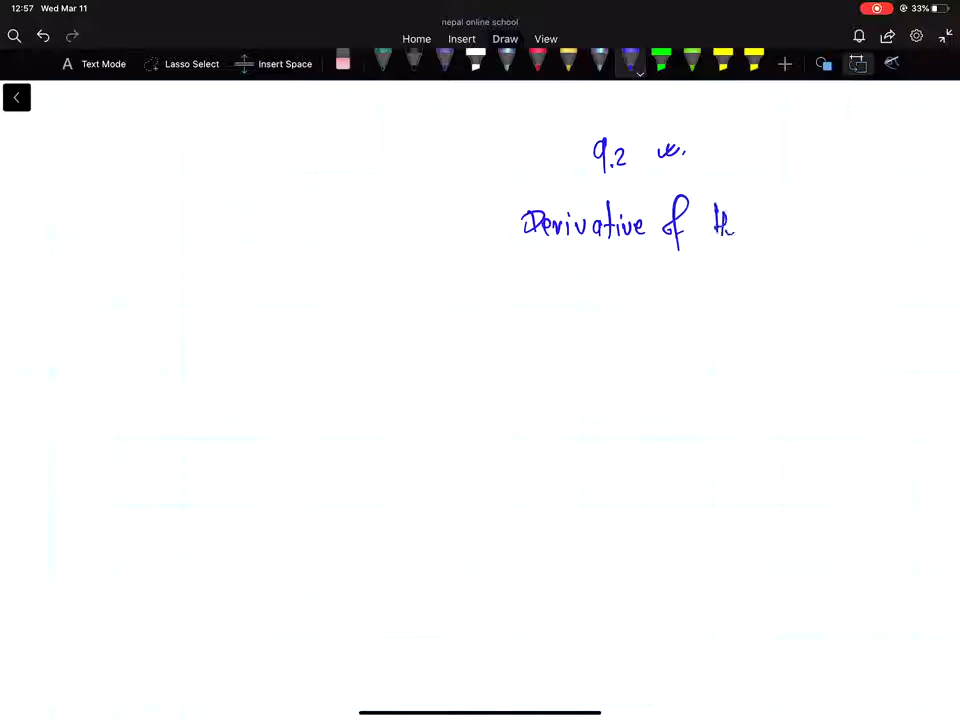 12:57 Wed Mar 11
33%
nepal online school
Home Insert Draw View
Text Mode Lasso Select Insert Space
9.2
Derivative of